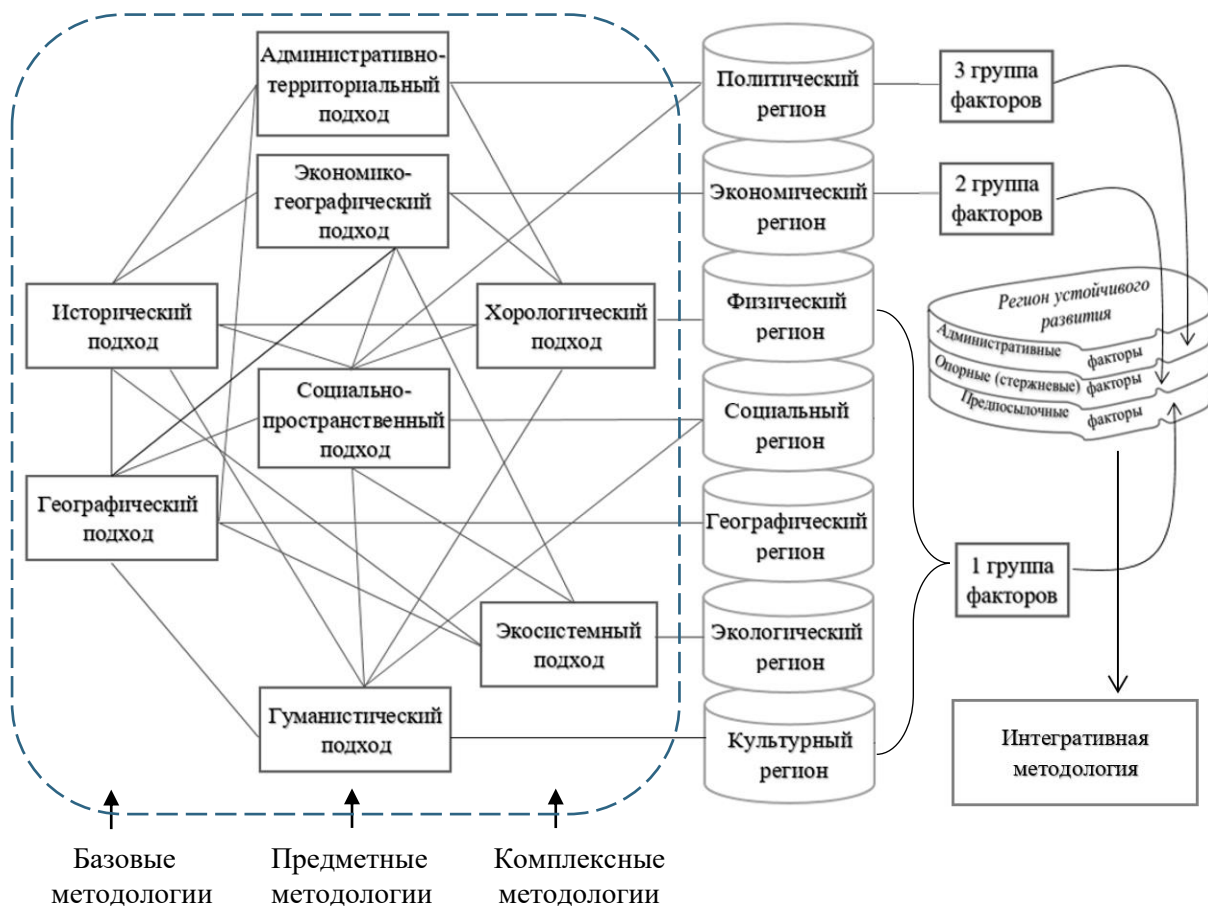 Административно-
территориальный
подход
Экономико-
географический
подход
Исторический
подход
Хорологический
подход
Социально-
пространственный
подход
Географический
подход
Экосистемный
подход
Гуманистический
подход
Базовые
методологии
Предметные
методологии
Комплексные
методологии
Политический
регион
Экономический
регион
Физический
регион
Социальный
регион
Географический
регион
Экологический
регион
Культурный
регион
3 группа
факторов
2 группа
факторов
Регион устойчивого
развития
Административные факторы
Опорные (стержневые) факторы
Предпосылочные факторы
1 группа
факторов
Интегративная
методология